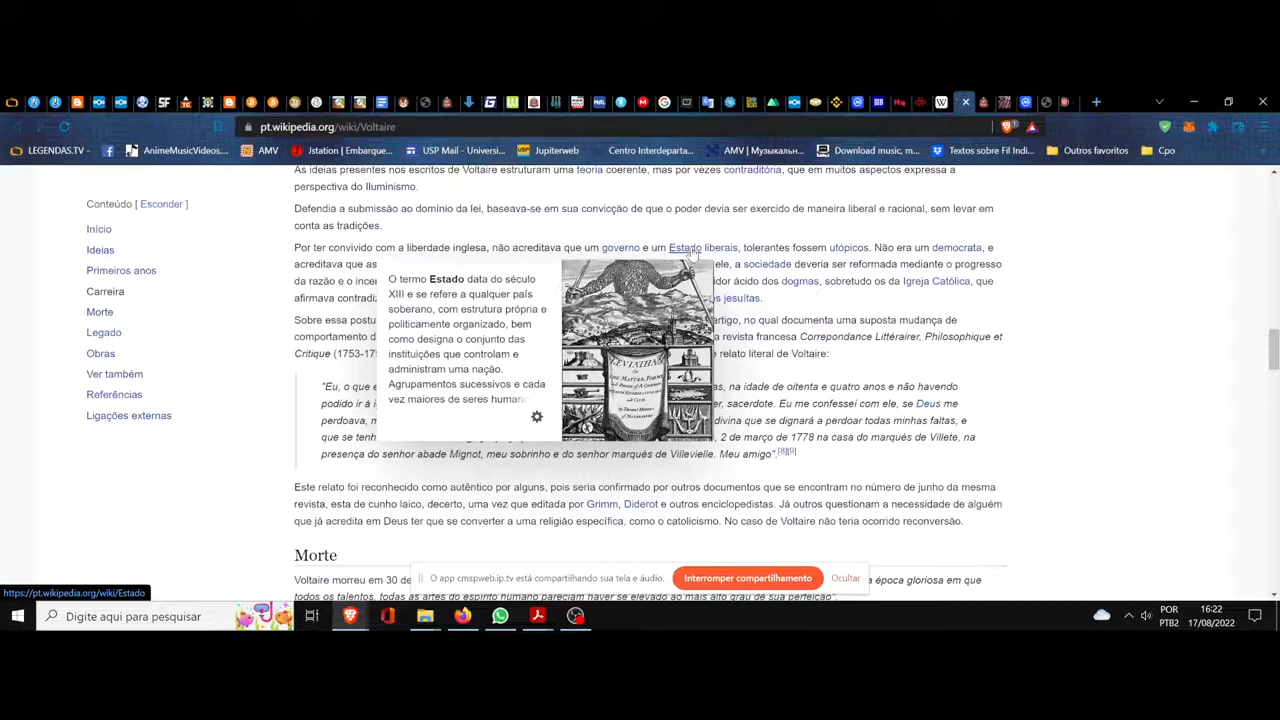 pt.wikipedia.org/wiki/Voltaire
LEGENDAS.TV -
AnimeMusicVideos...
AMV
Jstation | Embarque...
USP Mail - Universi...
Jupiterweb
Centro Interdeparta...
AMV | Музыкальн...
Download music, m...
Textos sobre Fil Indi...
Outros favoritos
Cpo
As ideias presentes nos escritos de Voltaire estruturam uma teoria coerente, mas por vezes contraditória, que em muitos aspectos expressa a
perspectiva do Iluminismo.
Conteúdo [ Esconder ]
Início
Ideias
Primeiros anos
Carreira
Morte
Legado
Obras
Ver também
Referências
Ligações externas
Defendia a submissão ao domínio da lei, baseava-se em sua convicção de que o poder devia ser exercido de maneira liberal e racional, sem levar em
conta as tradições.
Por ter convivido com a liberdade inglesa, não acreditava que um governo e um Estado liberais, tolerantes fossem utópicos. Não era um democrata, e
acreditava que as
ele, a sociedade deveria ser reformada mediante o progresso
da razão e o incen
idor ácido dos dogmas, sobretudo os da Igreja Católica, que
afirmava contradi
s jesuítas.
Sobre essa postu
artigo, no qual documenta uma suposta mudança de
comportamento d
a revista francesa Correpondance Littérairer, Philosophique et
Critique (1753-17
e relato literal de Voltaire:
O termo Estado data do século
XIII e se refere a qualquer país
soberano, com estrutura própria e
politicamente organizado, bem
como designa o conjunto das
instituições que controlam e
administram uma nação.
Agrupamentos sucessivos e cada
vez maiores de seres humano
LEVIATHAN
"Eu, o que e
as, na idade de oitenta e quatro anos e não havendo
podido ir à i
r, sacerdote. Eu me confessei com ele, se Deus me
perdoava, n
divina que se dignará a perdoar todas minhas faltas, e
que se tenh
, 2 de março de 1778 na casa do marqués de Villete, na
presença do senhor abade Mignot, meu sobrinho e do senhor marqués de Villevielle. Meu amigo".[8][9]
Este relato foi reconhecido como autêntico por alguns, pois seria confirmado por outros documentos que se encontram no número de junho da mesma
revista, esta de cunho laico, decerto, uma vez que editada por Grimm, Diderot e outros enciclopedistas. Já outros questionam a necessidade de alguém
que já acredita em Deus ter que se converter a uma religião específica, como o catolicismo. No caso de Voltaire não teria ocorrido reconversão.
Morte
Voltaire morreu em 30 de
a época gloriosa em que
todos os talentos, todas as artes do espírito humano pareciam haver se elevado ao mais alto grau de sua perfeição".
O app cmspweb.ip.tv está compartilhando sua tela e áudio.
Interromper compartilhamento
Ocultar
https://pt.wikipedia.org/wiki/Estado
Digite aqui para pesquisar
POR
PTB2
16:22
17/08/2022